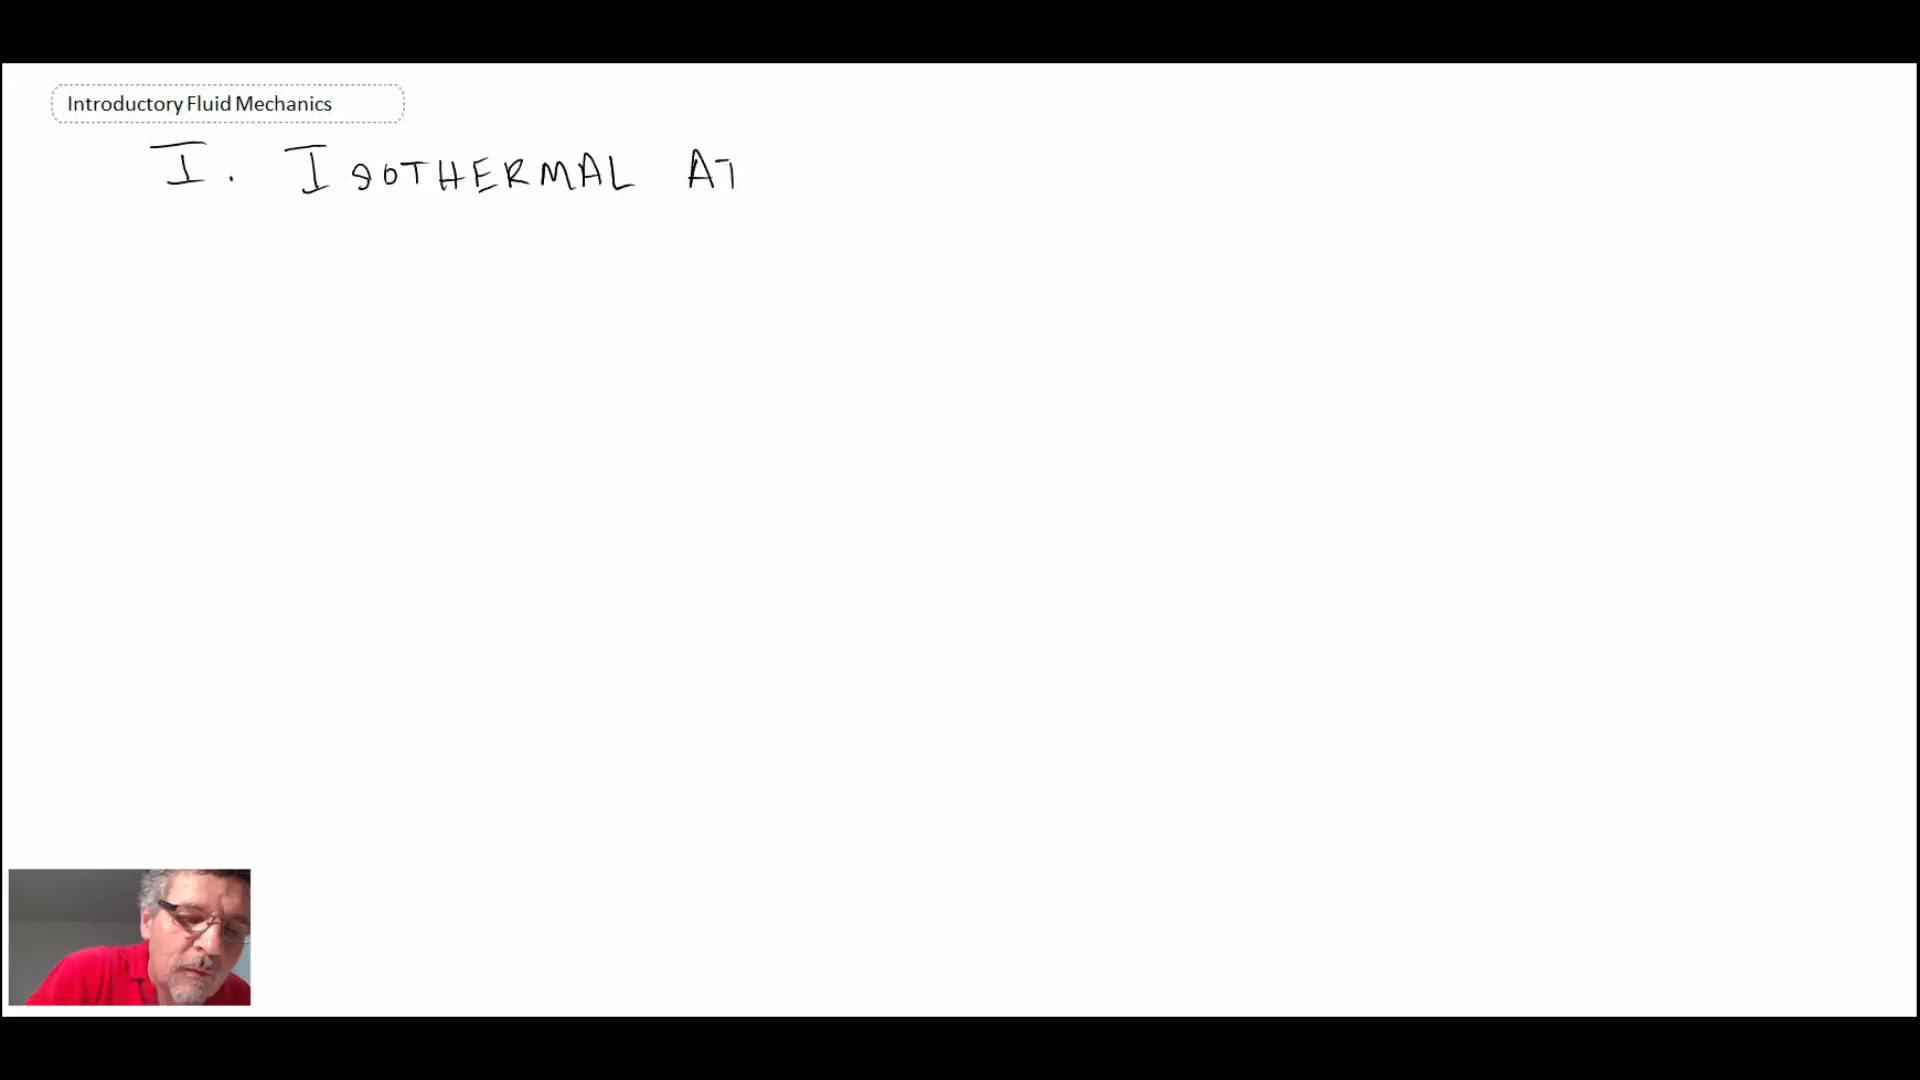 Introductory Fluid Mechanics
I. ISOTHERMAL AT